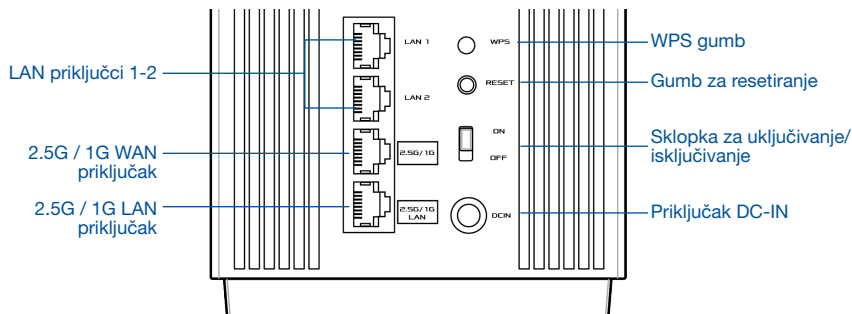 LAN priključci 1-2
2.5G / 1G WAN
priključak
2.5G / 1G LAN
priključak
LAN 1
LAN 2
2.5G/1G
2.5G/1G
LAN
WPS
RESET
ON
OFF
DCIN
WPS gumb
Gumb za resetiranje
Sklopka za uključivanje/
isključivanje
Priključak DC-IN